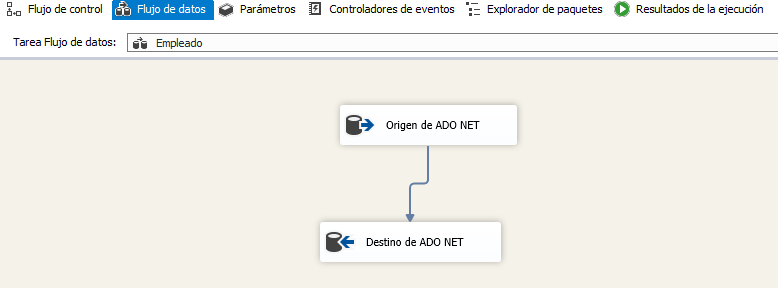 Flujo de control Flujo de datos Parámetros Controladores de eventos Explorador de paquetes Resultados de la ejecución
Tarea Flujo de datos: Empleado
Origen de ADO NET
Destino de ADO NET